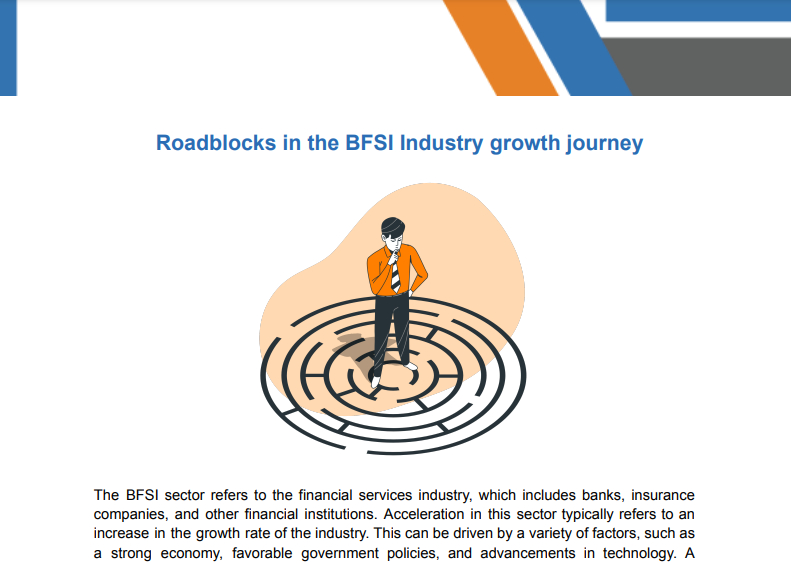 Roadblocks in the BFSI Industry growth journey
The BFSI sector refers to the financial services industry, which includes banks, insurance
companies, and other financial institutions. Acceleration in this sector typically refers to an
increase in the growth rate of the industry. This can be driven by a variety of factors, such as
a strong economy, favorable government policies, and advancements in technology. A